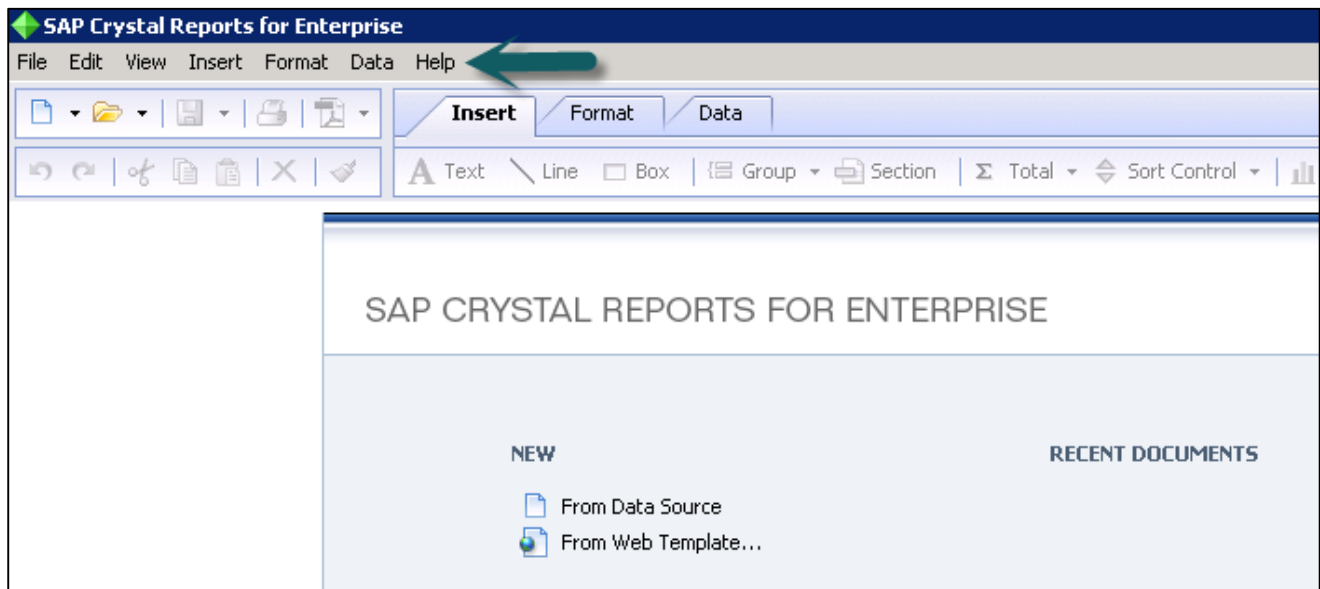 SAP Crystal Reports for Enterprise
File Edit View Insert Format Data Help
Insert Format Data
A Text Line Box Group Section Σ Total Sort Control
SAP CRYSTAL REPORTS FOR ENTERPRISE
NEW RECENT DOCUMENTS
From Data Source
From Web Template...